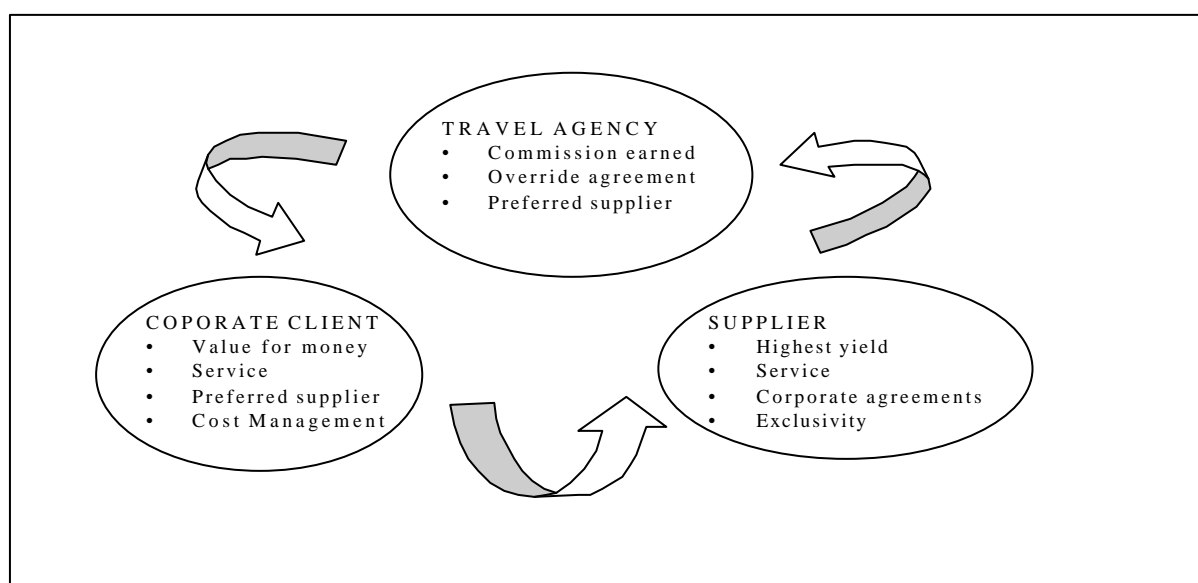 TRAVEL AGENCY
• Commission earned
• Override agreement
• Preferred supplier
COPORATE CLIENT
• Value for money
• Service
• Preferred supplier
• Cost Management
SUPPLIER
• Highest yield
• Service
• Corporate agreements
• Exclusivity